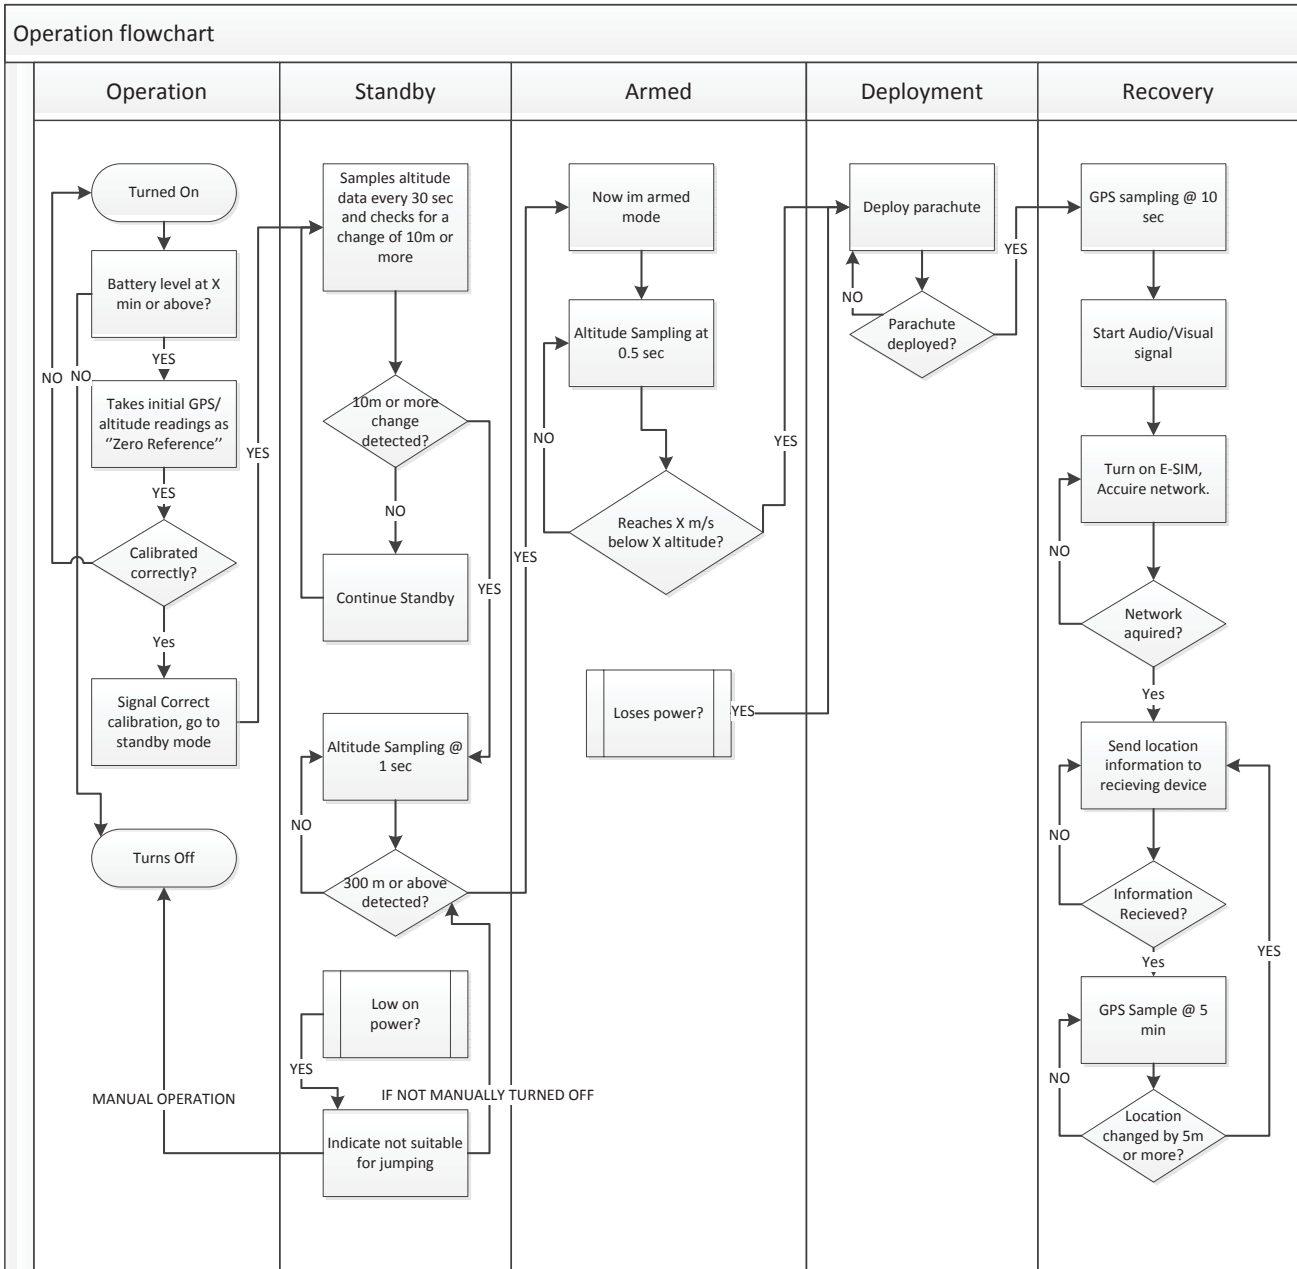 Operation flowchart
Operation
Standby
Armed
Deployment
Recovery
Turned On
Battery level at X
min or above?
YES
NO
NO
Takes initial GPS/
altitude readings as
“Zero Reference”
YES
Calibrated
correctly?
Yes
Signal Correct
calibration, go to
standby mode
YES
Turns Off
MANUAL OPERATION
Samples altitude
data every 30 sec
and checks for a
change of 10m or
more
10m or more
change
detected?
NO
Continue Standby
YES
Altitude Sampling @
1 sec
NO
300 m or above
detected?
YES
Low on
power?
YES
IF NOT MANUALLY TURNED OFF
Indicate not suitable
for jumping
Now im armed
mode
Altitude Sampling at
0.5 sec
NO
Reaches X m/s
below X altitude?
YES
Loses power?
YES
Deploy parachute
NO
Parachute
deployed?
YES
GPS sampling @ 10
sec
Start Audio/Visual
signal
Turn on E-SIM,
Accuire network.
NO
Network
aquired?
Yes
Send location
information to
recieving device
NO
Information
Recieved?
Yes
YES
GPS Sample @ 5
min
NO
Location
changed by 5m
or more?